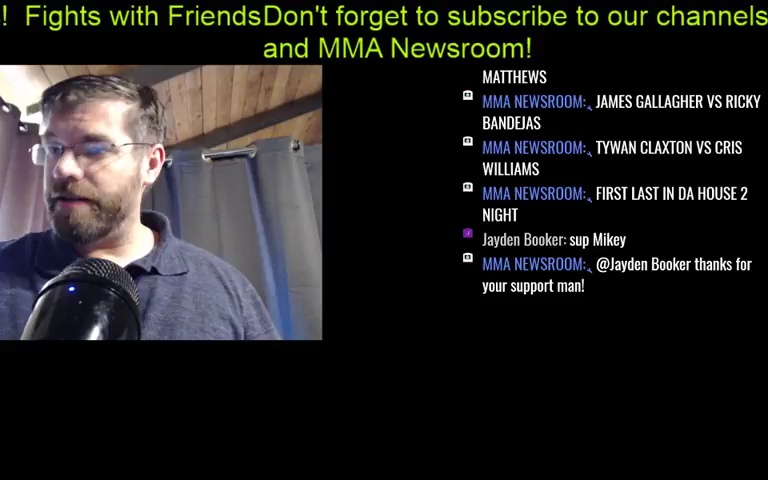 !  Fights with FriendsDon't forget to subscribe to our channels
and MMA Newsroom!
MATTHEWS
MMA NEWSROOM: JAMES GALLAGHER VS RICKY
BANDEJAS
MMA NEWSROOM: TYWAN CLAXTON VS CRIS
WILLIAMS
MMA NEWSROOM: FIRST LAST IN DA HOUSE 2
NIGHT
Jayden Booker: sup Mikey
MMA NEWSROOM: @Jayden Booker thanks for
your support man!